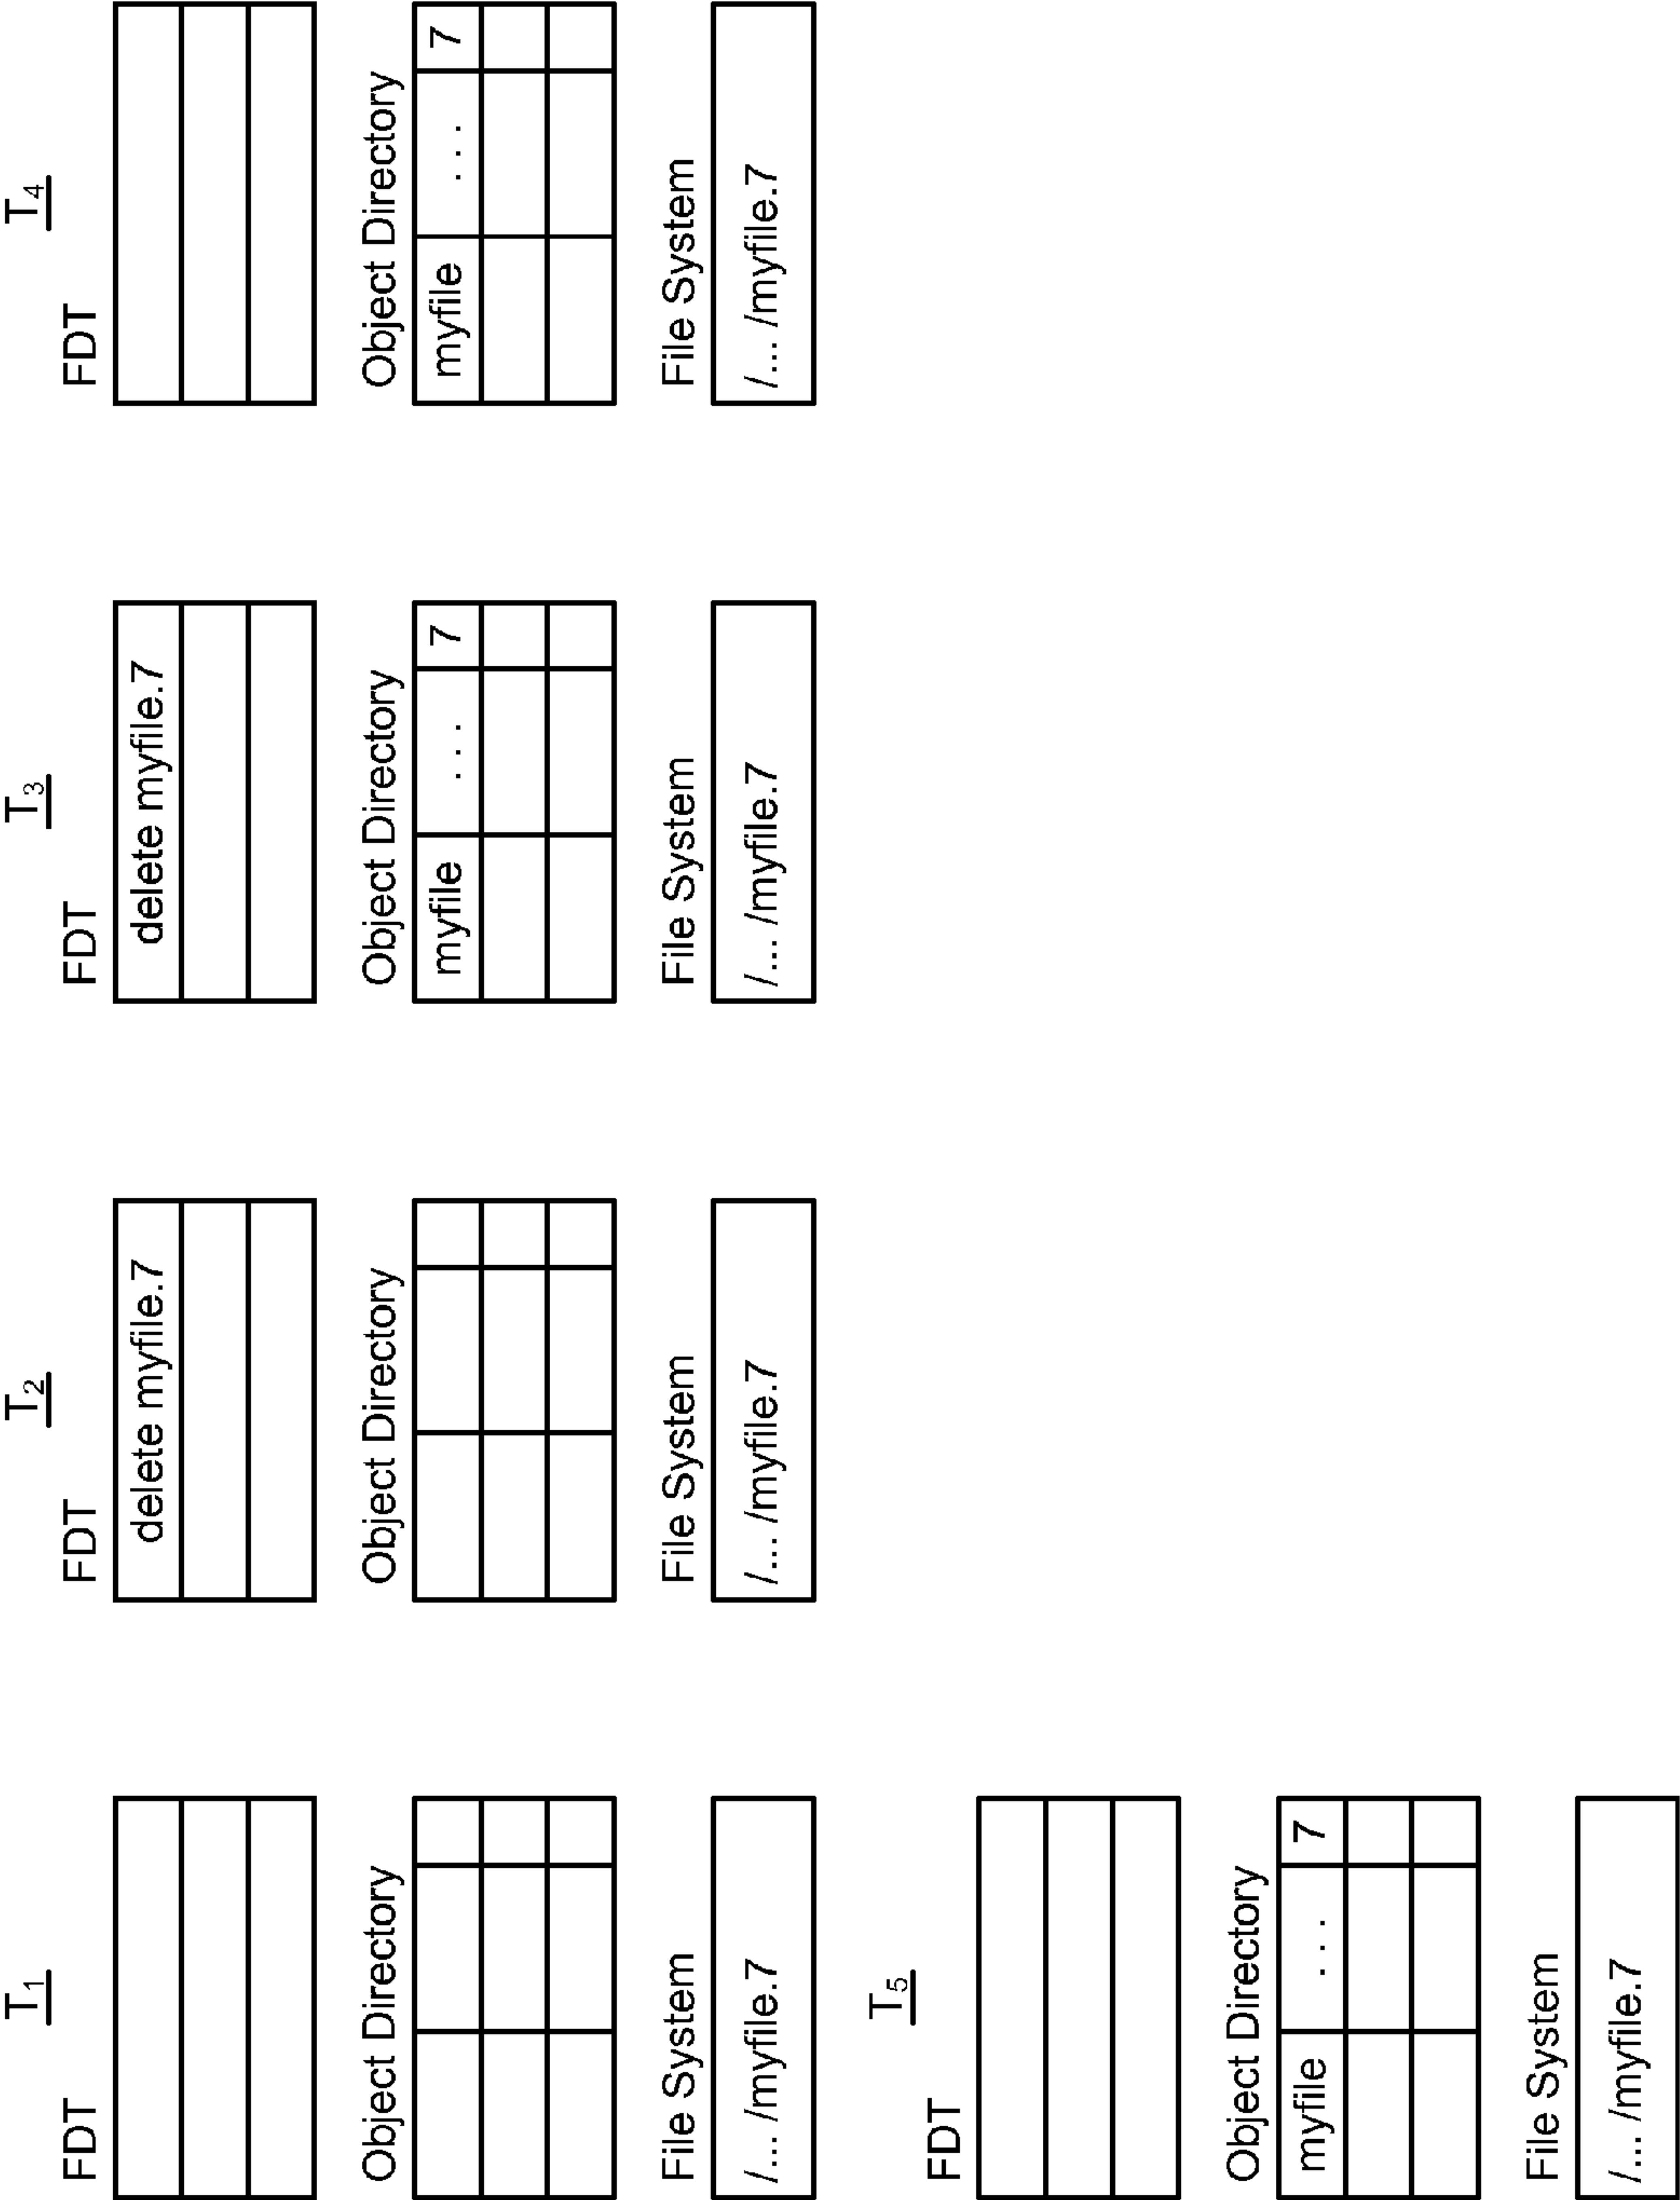 T1
FDT
Object Directory
File System
/... /myfile.7
T2
FDT
delete myfile.7
Object Directory
File System
/... /myfile.7
T3
FDT
delete myfile.7
Object Directory
myfile . . . 7
File System
/... /myfile.7
T4
FDT
Object Directory
myfile . . . 7
File System
/... /myfile.7
T5
FDT
Object Directory
myfile . . . 7
File System
/... /myfile.7